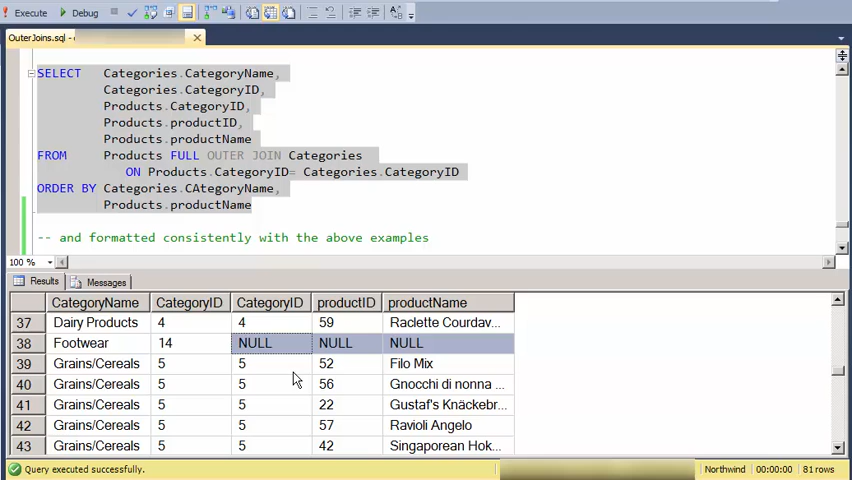 Execute Debug
OuterJoins.sql -
SELECT Categories.CategoryName,
Categories.CategoryID,
Products.CategoryID,
Products.productID,
Products.productName
FROM Products FULL OUTER JOIN Categories
ON Products.CategoryID= Categories.CategoryID
ORDER BY Categories.CAtegoryName,
Products.productName
-- and formatted consistently with the above examples
100 %
Results Messages
CategoryName CategoryID CategoryID productID productName
37 Dairy Products 4 4 59 Raclette Courdav...
38 Footwear 14 NULL NULL NULL
39 Grains/Cereals 5 5 52 Filo Mix
40 Grains/Cereals 5 5 56 Gnocchi di nonna ...
41 Grains/Cereals 5 5 22 Gustaf's Knäckebr...
42 Grains/Cereals 5 5 57 Ravioli Angelo
43 Grains/Cereals 5 5 42 Singaporean Hok...
Query executed successfully. Northwind 00:00:00 81 rows